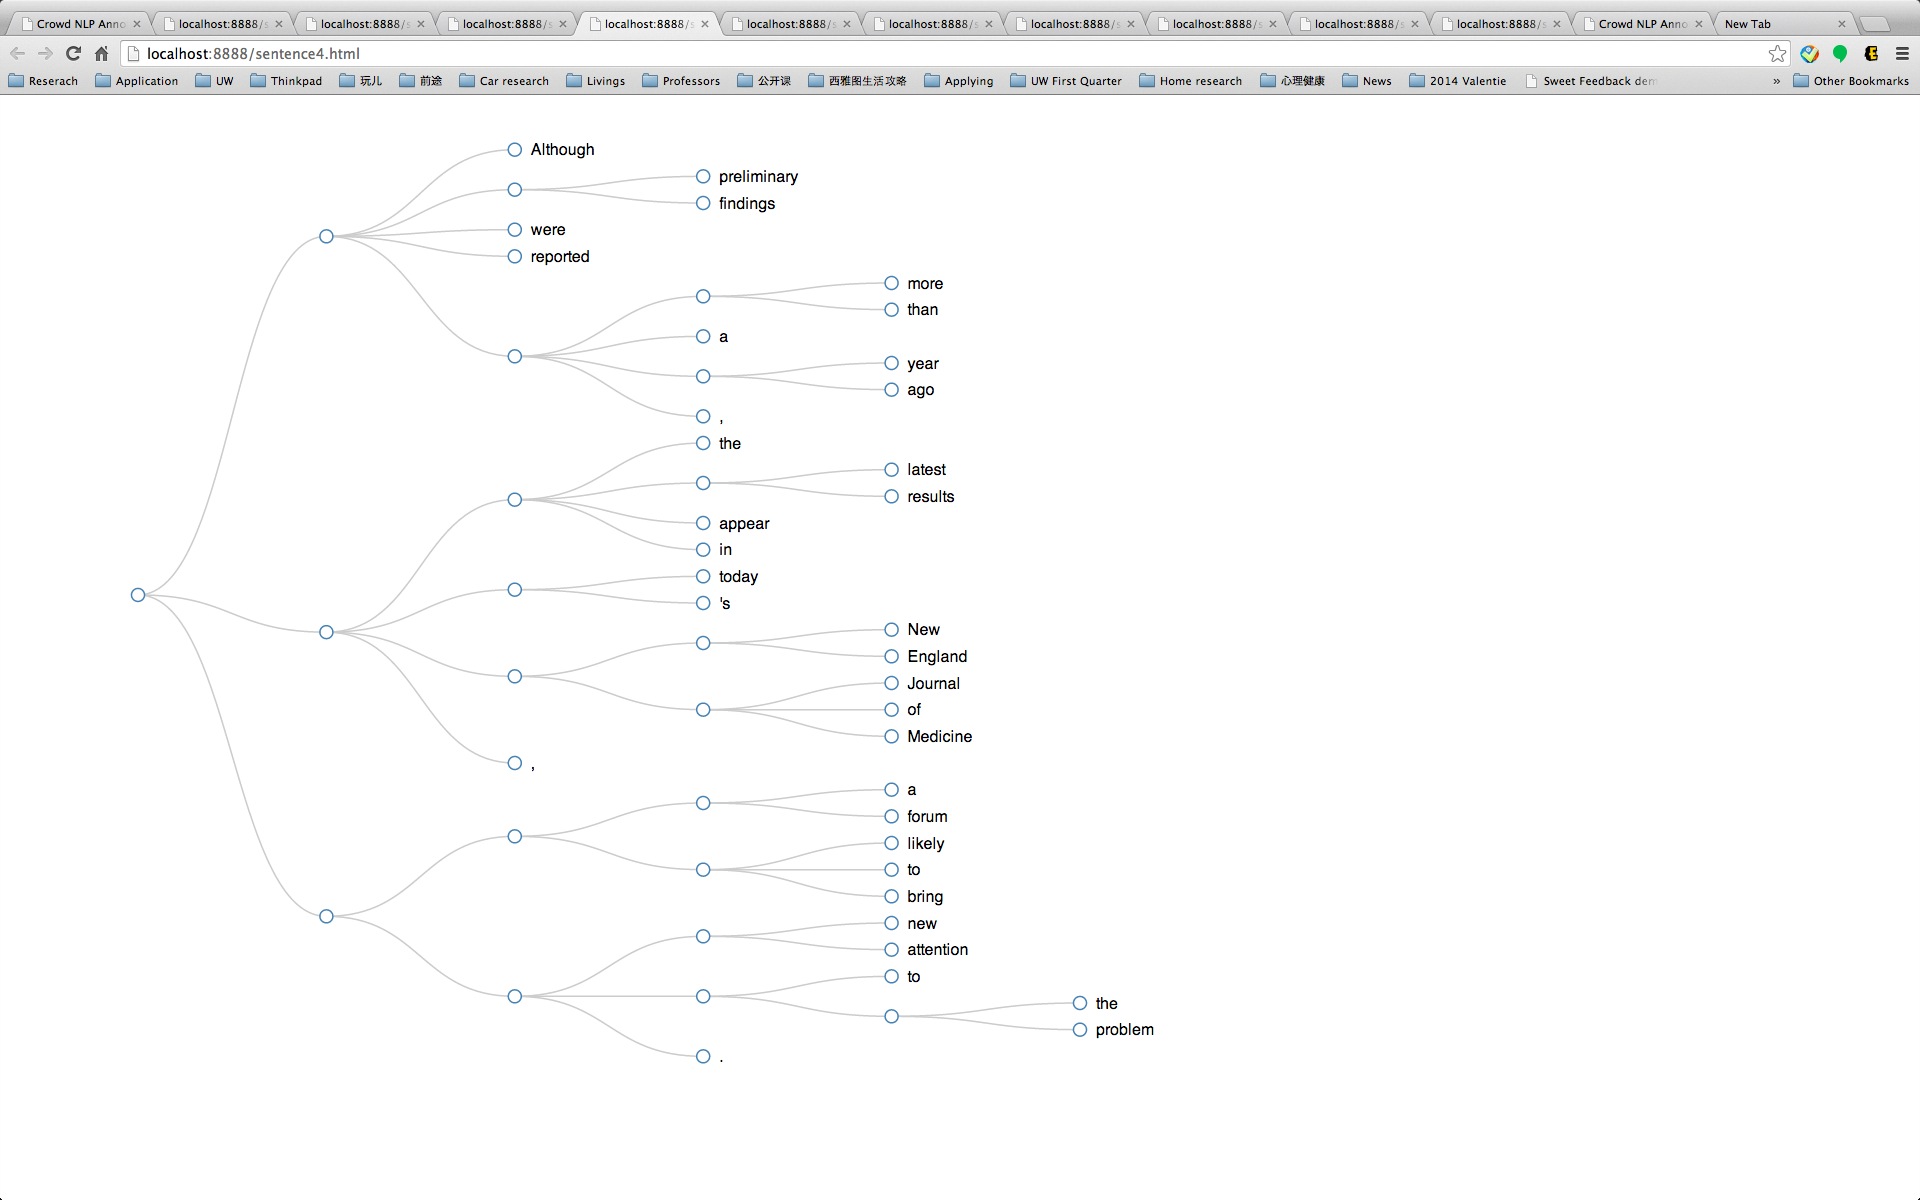 Crowd NLP Anno
localhost:8888/s
localhost:8888/s
localhost:8888/s
localhost:8888/s
localhost:8888/s
localhost:8888/s
localhost:8888/s
localhost:8888/s
localhost:8888/s
localhost:8888/s
Crowd NLP Anno
New Tab
localhost:8888/sentence4.html
Reserach
Application
UW
Thinkpad
玩儿
前途
Car research
Livings
Professors
公开课
西雅图生活攻略
Applying
UW First Quarter
Home research
心理健康
News
2014 Valentie
Sweet Feedback dem
»
Other Bookmarks
Although
preliminary
findings
were
reported
more
than
a
year
ago
,
the
latest
results
appear
in
today
's
New
England
Journal
of
Medicine
,
a
forum
likely
to
bring
new
attention
to
the
problem
.